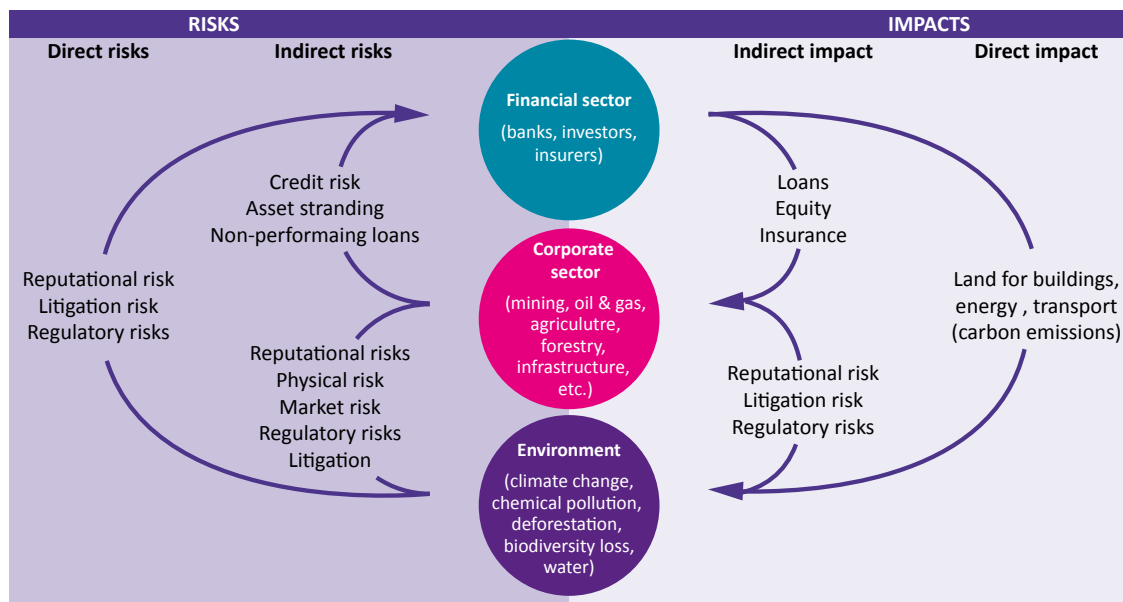 RISKS
IMPACTS
Direct risks
Indirect risks
Indirect impact
Direct impact
Financial sector
(banks, investors,
insurers)
Credit risk
Asset stranding
Non-performaing loans
Loans
Equity
Insurance
Reputational risk
Litigation risk
Regulatory risks
Corporate
sector
(mining, oil & gas,
agriculutre,
forestry,
infrastructure,
etc.)
Land for buildings,
energy , transport
(carbon emissions)
Reputational risks
Physical risk
Market risk
Regulatory risks
Litigation
Reputational risk
Litigation risk
Regulatory risks
Environment
(climate change,
chemical pollution,
deforestation,
biodiversity loss,
water)